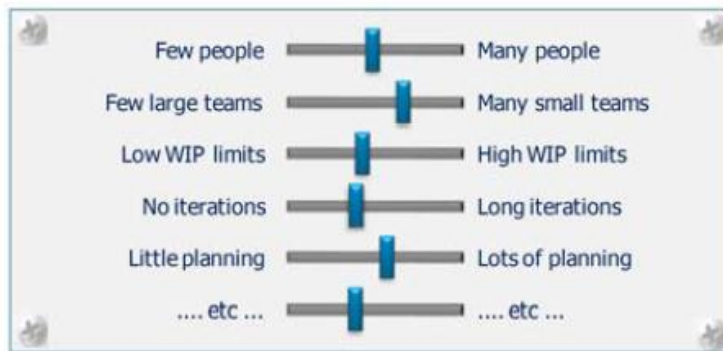 Few people Many people
Few large teams Many small teams
Low WIP limits High WIP limits
No iterations Long iterations
Little planning Lots of planning
.... etc ... .... etc ...